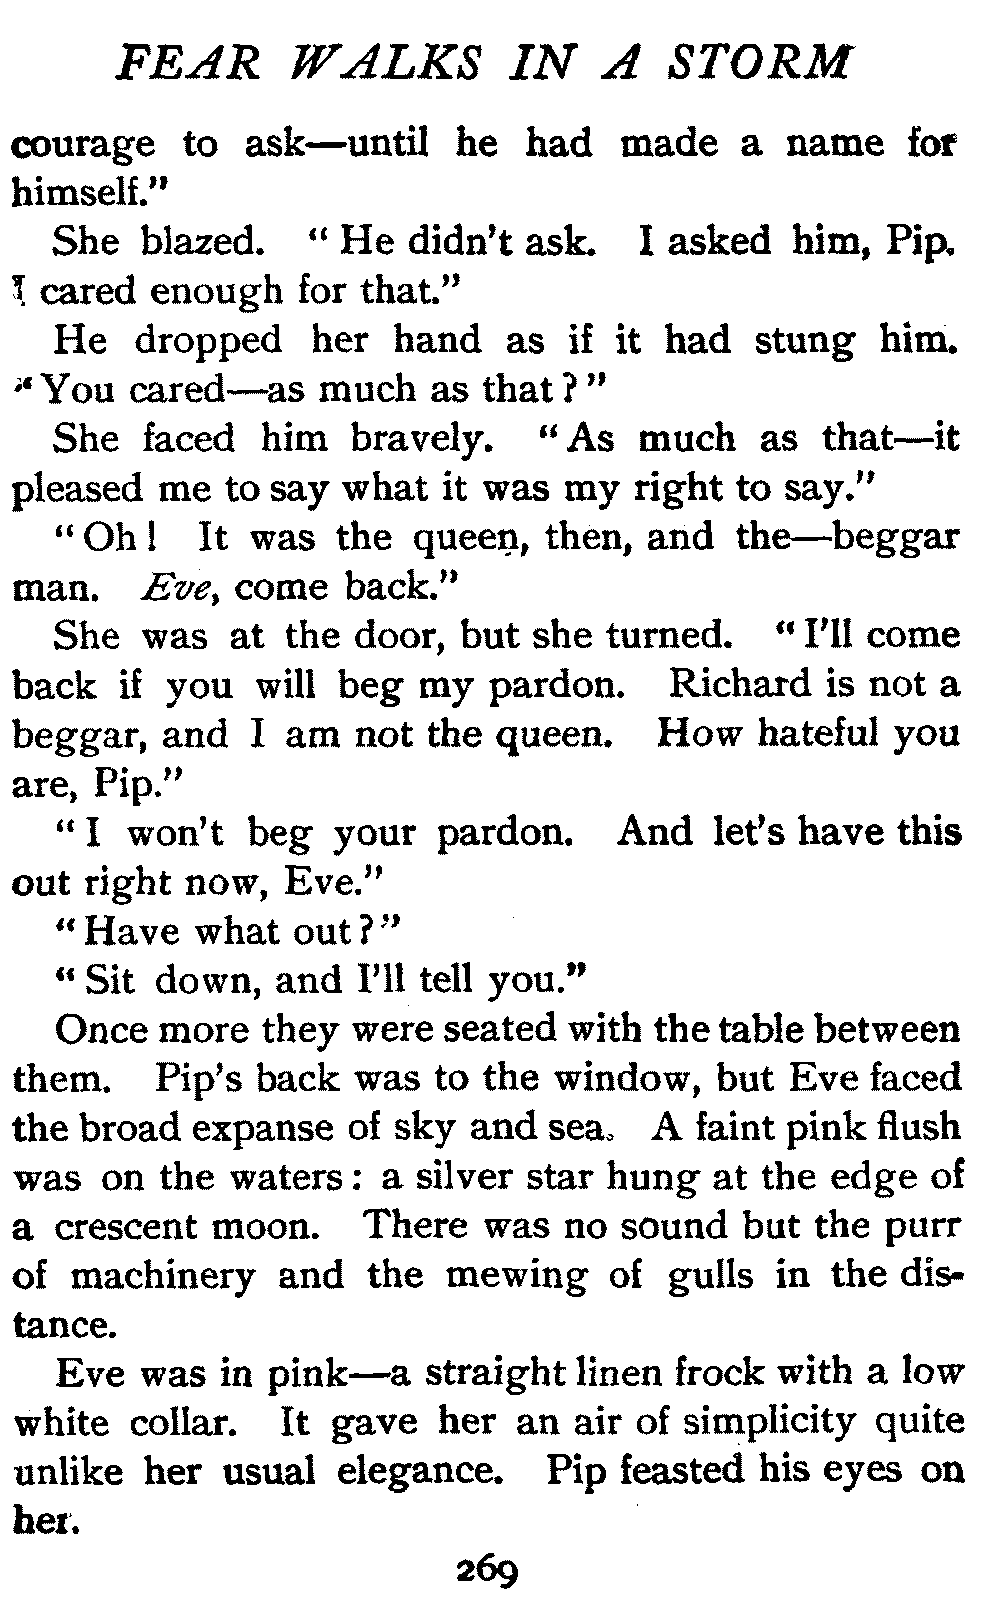 FEAR WALKS IN A STORM
courage to ask—until he had made a name for
himself."
She blazed. "He didn't ask. I asked him, Pip.
I cared enough for that."
He dropped her hand as if it had stung him.
"You cared—as much as that?"
She faced him bravely. "As much as that—it
pleased me to say what it was my right to say."
"Oh! It was the queen, then, and the—beggar
man. Eve, come back."
She was at the door, but she turned. "I'll come
back if you will beg my pardon. Richard is not a
beggar, and I am not the queen. How hateful you
are, Pip."
"I won't beg your pardon. And let's have this
out right now, Eve."
"Have what out?"
"Sit down, and I'll tell you."
Once more they were seated with the table between
them. Pip's back was to the window, but Eve faced
the broad expanse of sky and sea. A faint pink flush
was on the waters: a silver star hung at the edge of
a crescent moon. There was no sound but the purr
of machinery and the mewing of gulls in the dis-
tance.
Eve was in pink—a straight linen frock with a low
white collar. It gave her an air of simplicity quite
unlike her usual elegance. Pip feasted his eyes on
her.
269